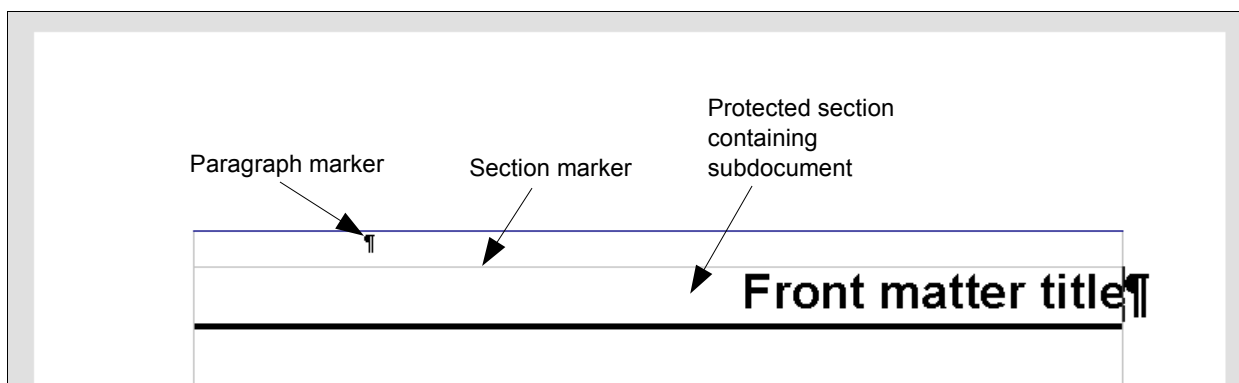 Protected section
containing
subdocument
Paragraph marker
Section marker
¶
Front matter title¶